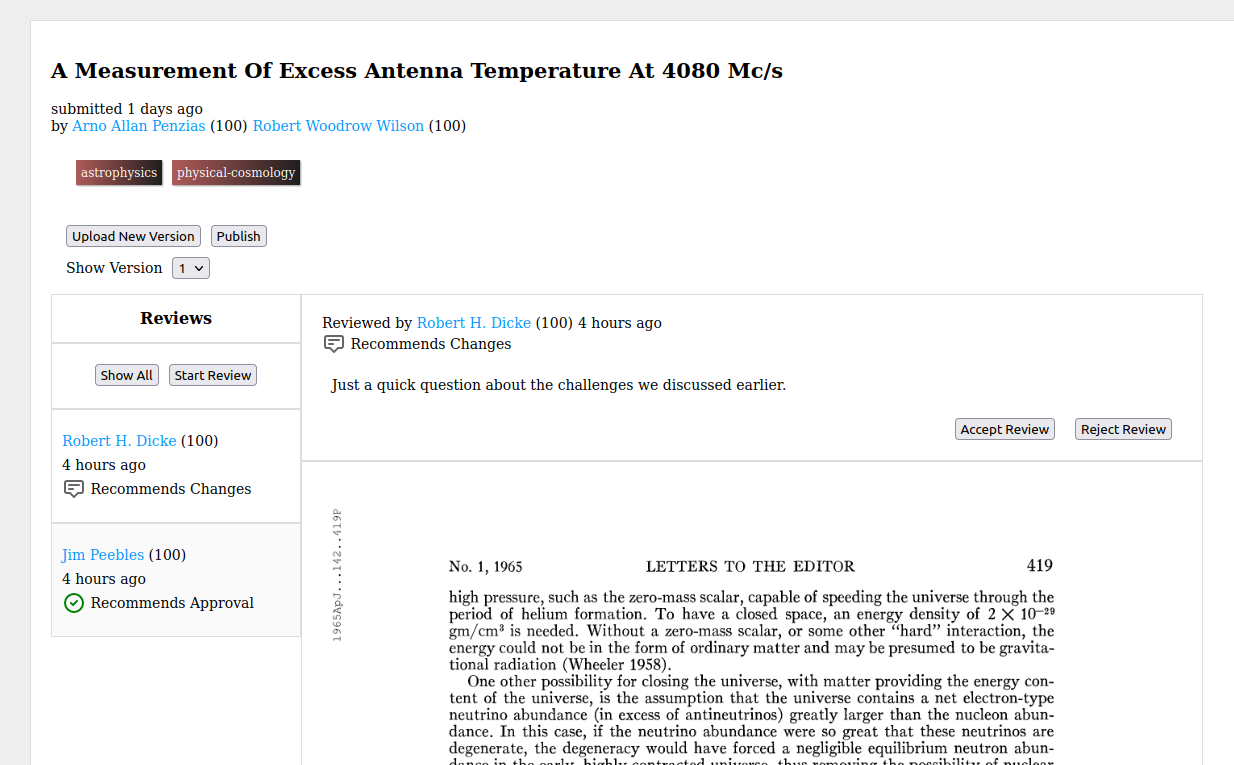 A Measurement Of Excess Antenna Temperature At 4080 Mc/s
submitted 1 days ago
by Arno Allan Penzias (100) Robert Woodrow Wilson (100)
astrophysics physical-cosmology
Upload New Version Publish
Show Version 1
Reviews
Show All Start Review
Robert H. Dicke (100)
4 hours ago
Recommends Changes
Jim Peebles (100)
4 hours ago
Recommends Approval
Reviewed by Robert H. Dicke (100) 4 hours ago
Recommends Changes
Just a quick question about the challenges we discussed earlier.
Accept Review Reject Review
1965ApJ...142..419P
No. 1, 1965 LETTERS TO THE EDITOR 419
high pressure, such as the zero-mass scalar, capable of speeding the universe through the
period of helium formation. To have a closed space, an energy density of 2 × 10⁻²⁹
gm/cm³ is needed. Without a zero-mass scalar, or some other “hard” interaction, the
energy could not be in the form of ordinary matter and may be presumed to be gravita-
tional radiation (Wheeler 1958).
One other possibility for closing the universe, with matter providing the energy con-
tent of the universe, is the assumption that the universe contains a net electron-type
neutrino abundance (in excess of antineutrinos) greatly larger than the nucleon abun-
dance. In this case, if the neutrino abundance were so great that these neutrinos are
degenerate, the degeneracy would have forced a negligible equilibrium neutron abun-
dance in the early, highly contracted universe, thus removing the possibility of nuclear